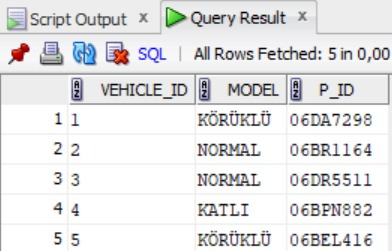 Script Output × Query Result ×
SQL | All Rows Fetched: 5 in 0,00
VEHICLE_ID MODEL P_ID
1 1 KÖRÜKLÜ 06DA7298
2 2 NORMAL 06BR1164
3 3 NORMAL 06DR5511
4 4 KATLI 06BPN882
5 5 KÖRÜKLÜ 06BEL416